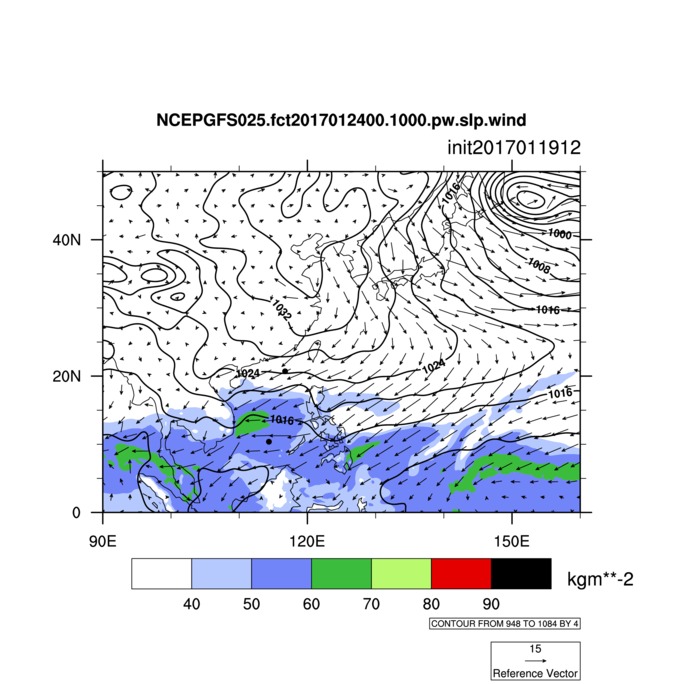 NCEPGFS025.fct2017012400.1000.pw.slp.wind
init2017011912
1016
1000
40N
1008
1032
1016
1024
1024
20N
1016
1016
0
90E 120E 150E
kgm**-2
40 50 60 70 80 90
CONTOUR FROM 948 TO 1084 BY 4
15
Reference Vector